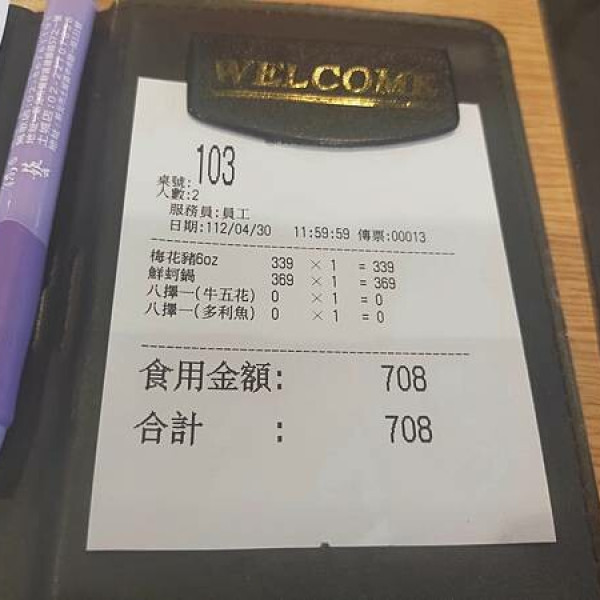 WELCOME
桌號: 103
人數:2
服務員:員工
日期:112/04/30 11:59:59 傳票:00013
梅花豬6oz 339 × 1 = 339
鮮蚵鍋 369 × 1 = 369
八擇一(牛五花) 0 × 1 = 0
八擇一(多利魚) 0 × 1 = 0
食用金額: 708
合計 : 708